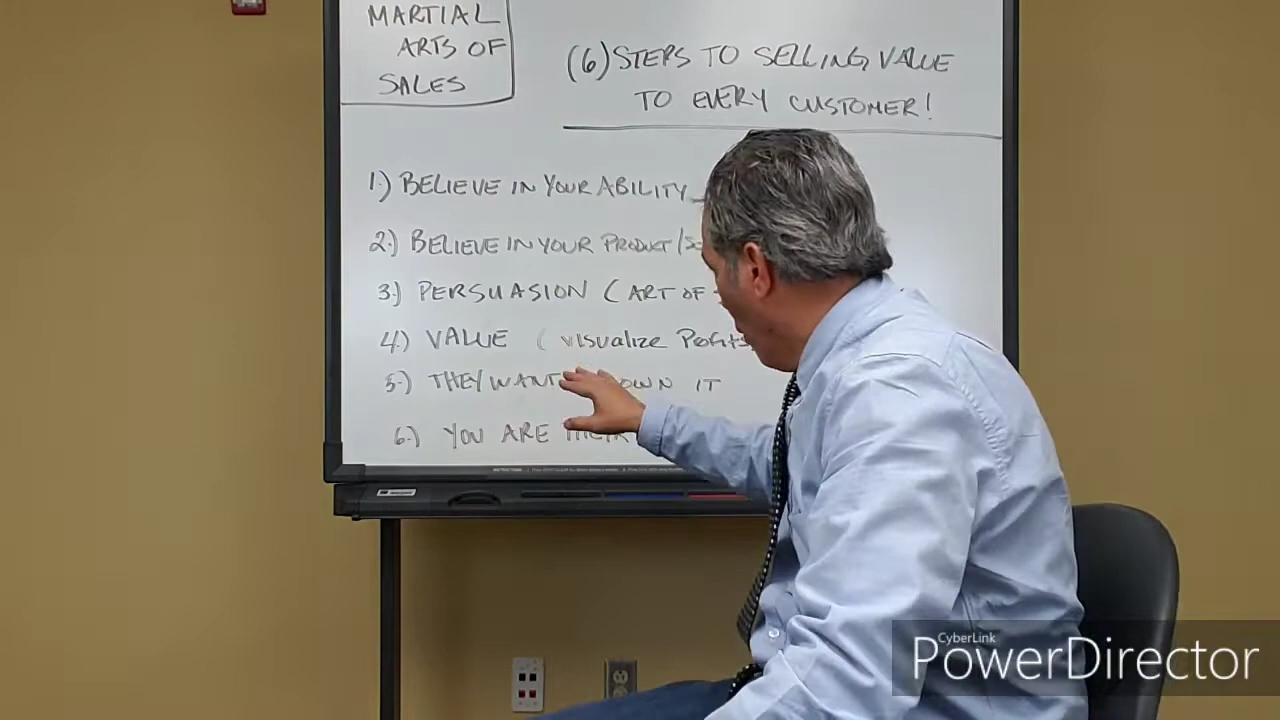 MARTIAL
ARTS OF
SALES
(6) STEPS TO SELLING VALUE
TO EVERY CUSTOMER!
1.) BELIEVE IN YOUR ABILITY
2.) BELIEVE IN YOUR PRODUCT/
3.) PERSUASION ( ART OF
4.) VALUE ( visualize Profits
5.) THEY WANT OWN IT
6.) YOU ARE THEIR
CyberLink
PowerDirector